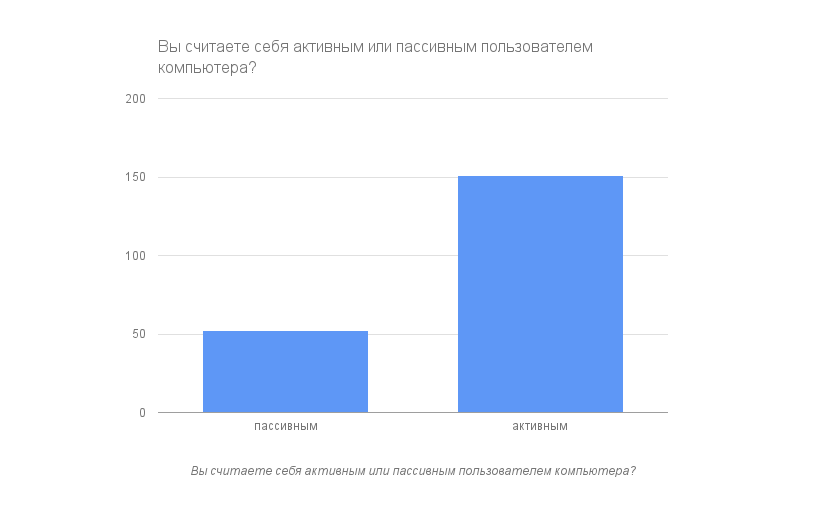 Вы считаете себя активным или пассивным пользователем
компьютера?
200
150
100
50
0
пассивным
активным
Вы считаете себя активным или пассивным пользователем компьютера?